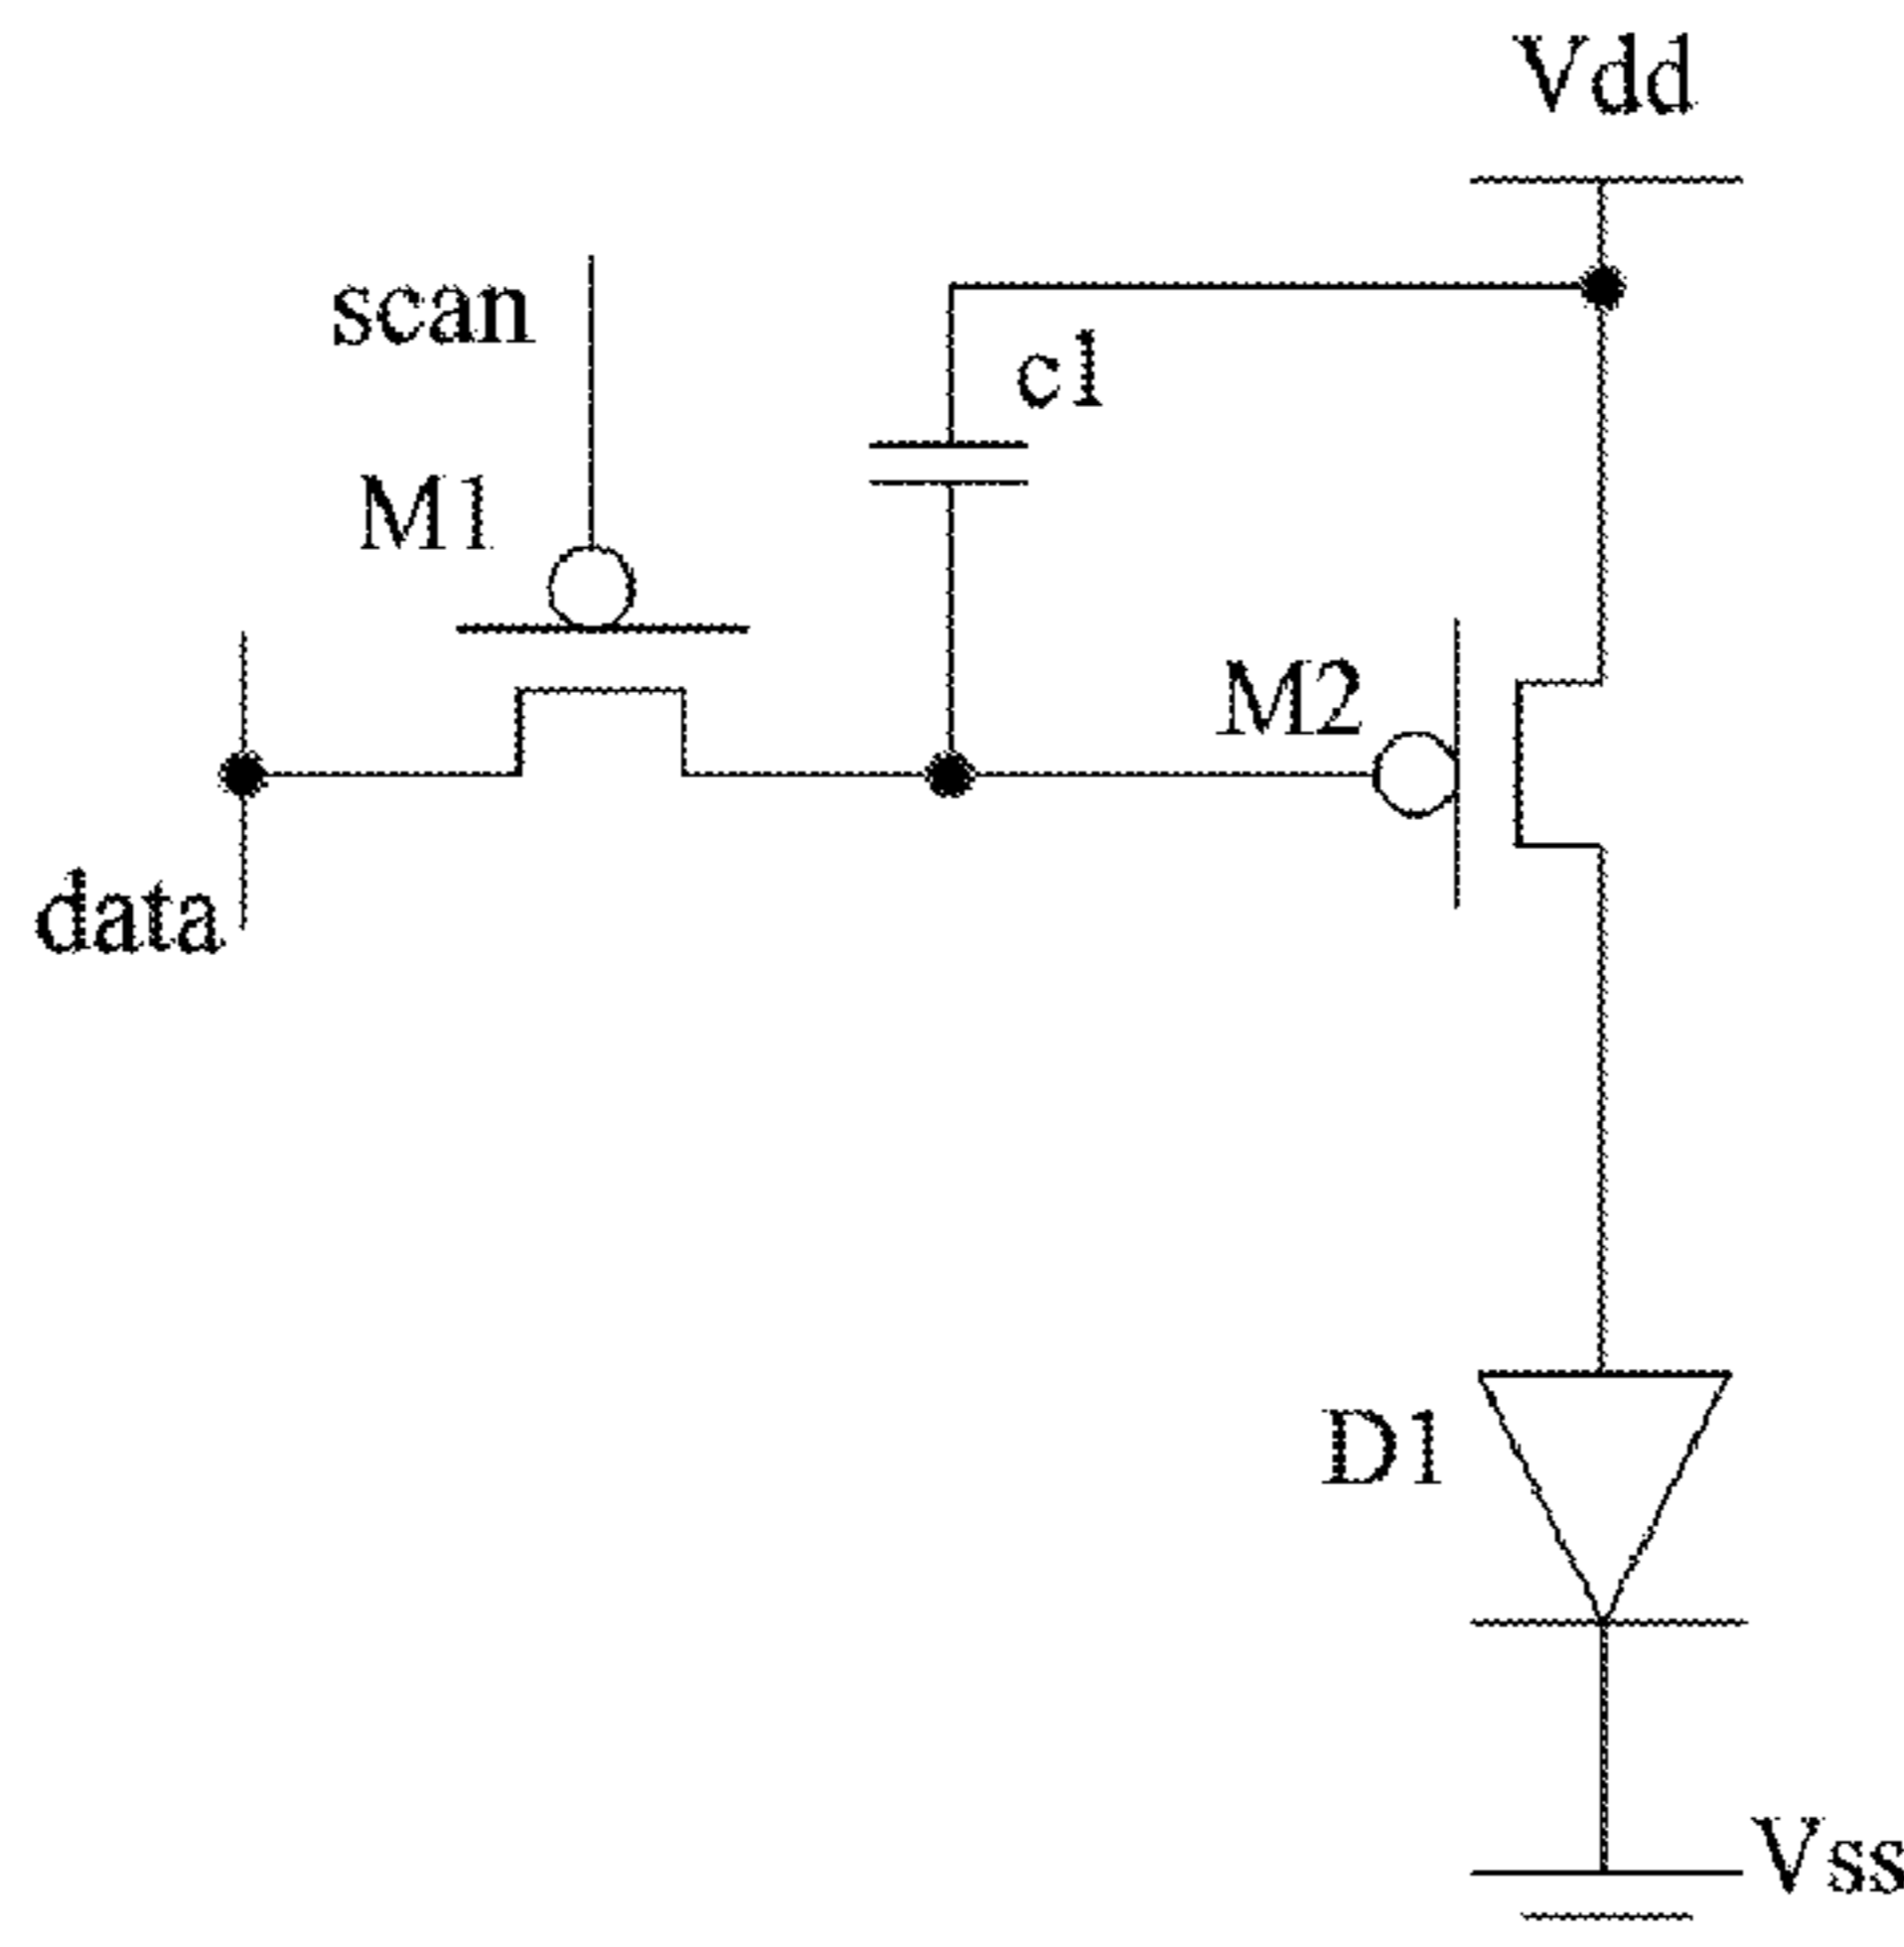 Vdd
scan
c1
M1
M2
data
D1
Vss